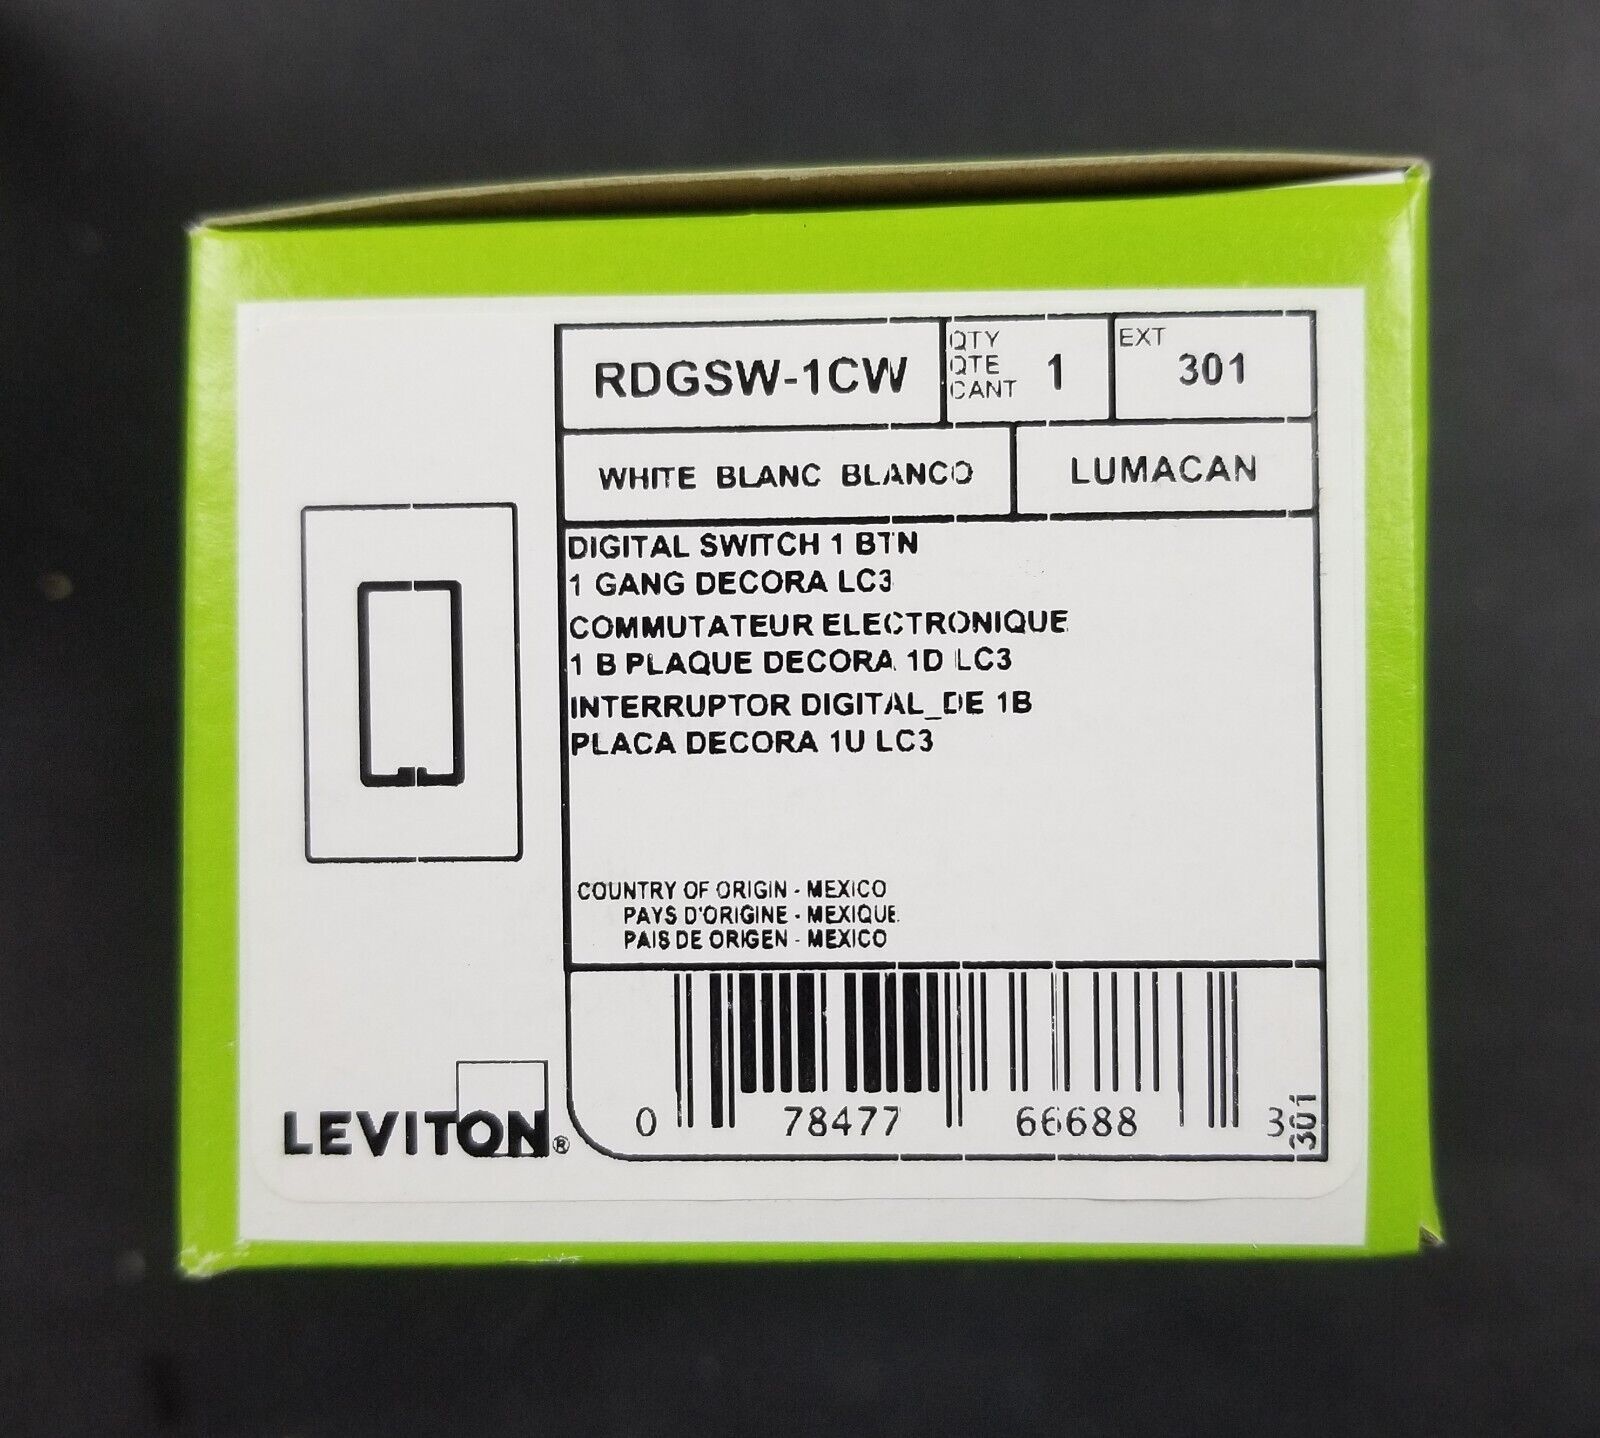 RDGSW-1CW
QTY
QTE
CANT
1
EXT
301
WHITE BLANC BLANCO
LUMACAN
DIGITAL SWITCH 1 BTN
1 GANG DECORA LC3
COMMUTATEUR ELECTRONIQUE
1 B PLAQUE DECORA 1D LC3
INTERRUPTOR DIGITAL_DE 1B
PLACA DECORA 1U LC3
COUNTRY OF ORIGIN - MEXICO
PAYS D'ORIGINE - MEXIQUE
PAIS DE ORIGEN - MEXICO
LEVITON®
0 78477 66688 3
301